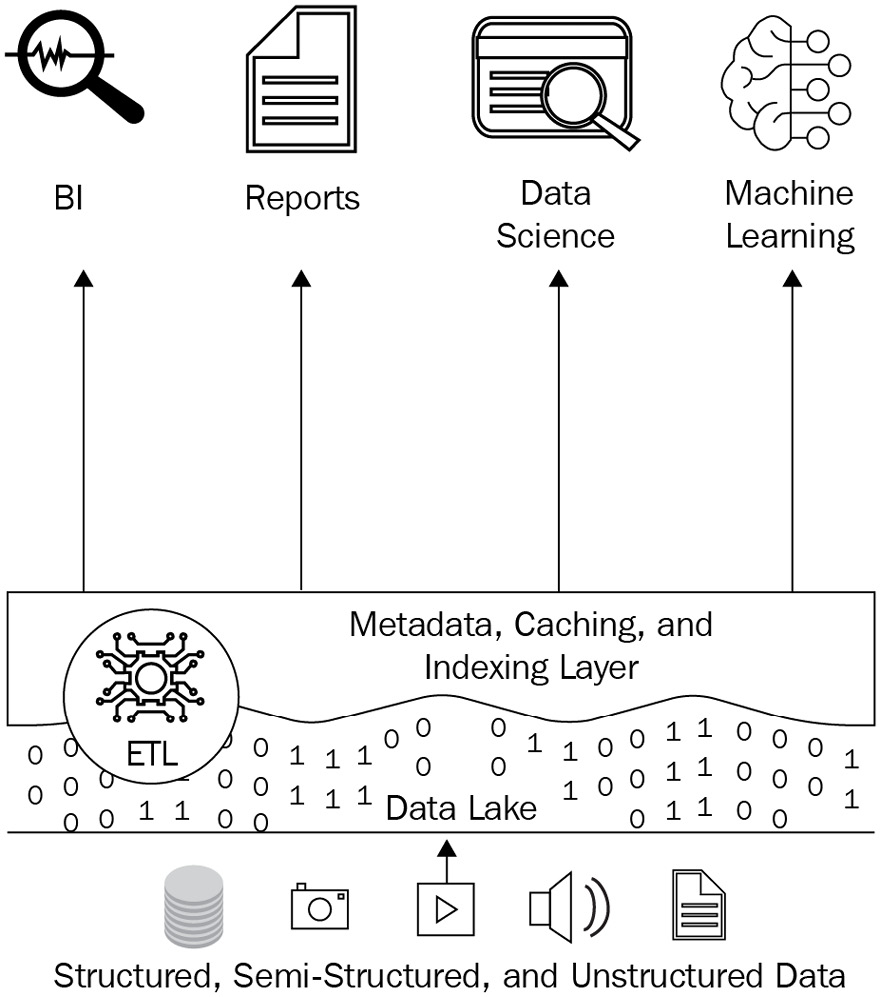 BI
Reports
Data
Science
Machine
Learning
Metadata, Caching, and
Indexing Layer
ETL
Data Lake
Structured, Semi-Structured, and Unstructured Data